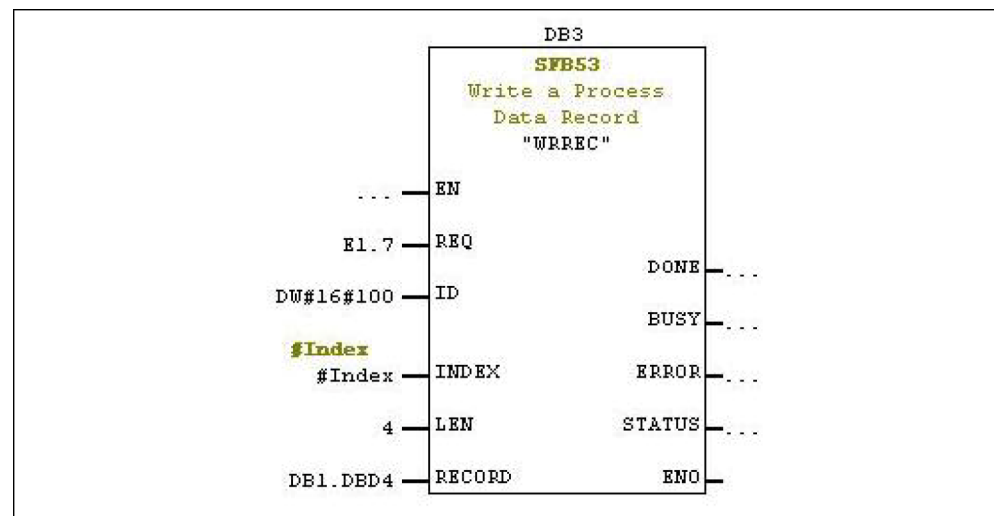 DB3
SFB53
Write a Process
Data Record
"WRREC"
... EN
E1.7 REQ
DONE ...
DW#16#100 ID
BUSY ...
#Index
#Index INDEX ERROR ...
4 LEN STATUS ...
DB1.DBD4 RECORD ENO